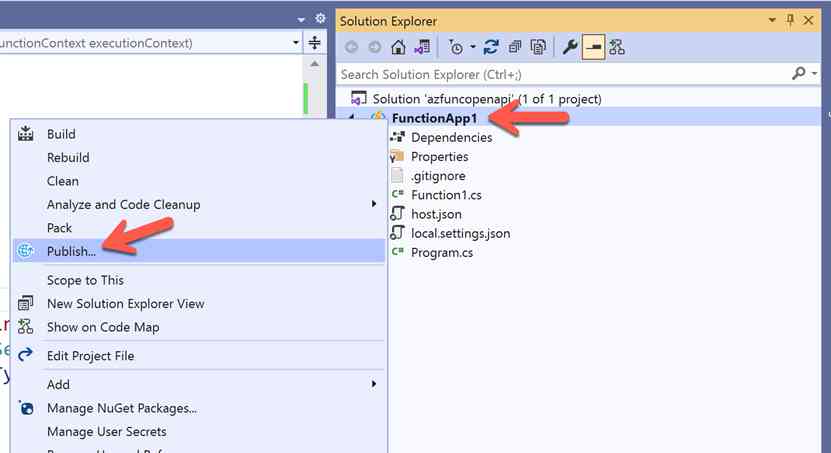 unctionContext executionContext)
Solution Explorer
Search Solution Explorer (Ctrl+;)
Solution 'azfuncopenapi' (1 of 1 project)
FunctionApp1
Dependencies
Properties
.gitignore
Function1.cs
host.json
local.settings.json
Program.cs
Build
Rebuild
Clean
Analyze and Code Cleanup
Pack
Publish...
Scope to This
New Solution Explorer View
Show on Code Map
Edit Project File
Add
Manage NuGet Packages...
Manage User Secrets